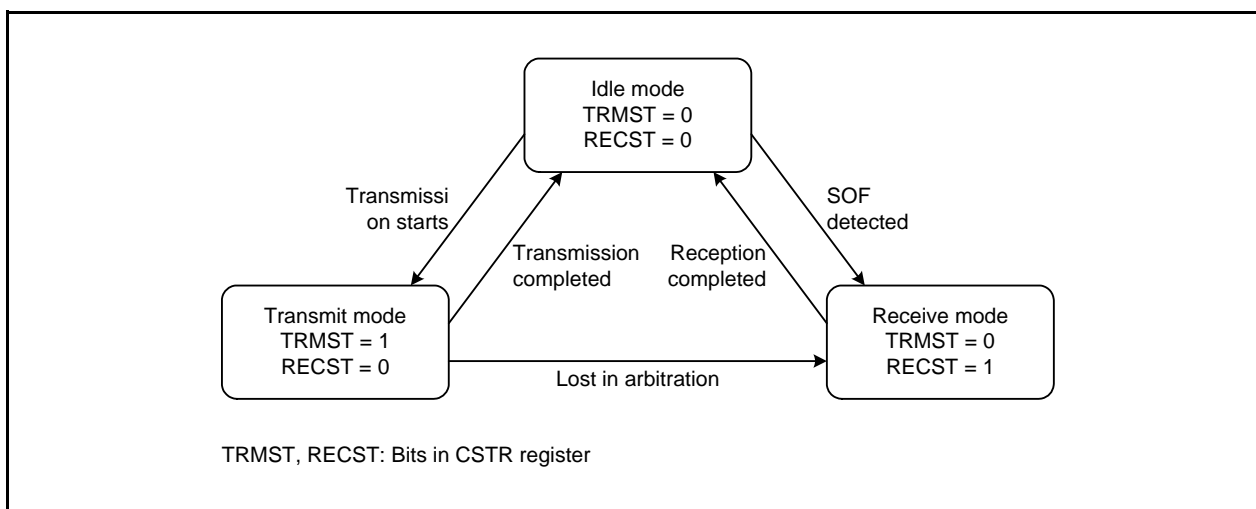 Idle mode
TRMST = 0
RECST = 0
Transmissi
on starts
SOF
detected
Transmission
completed
Reception
completed
Transmit mode
TRMST = 1
RECST = 0
Receive mode
TRMST = 0
RECST = 1
Lost in arbitration
TRMST, RECST: Bits in CSTR register